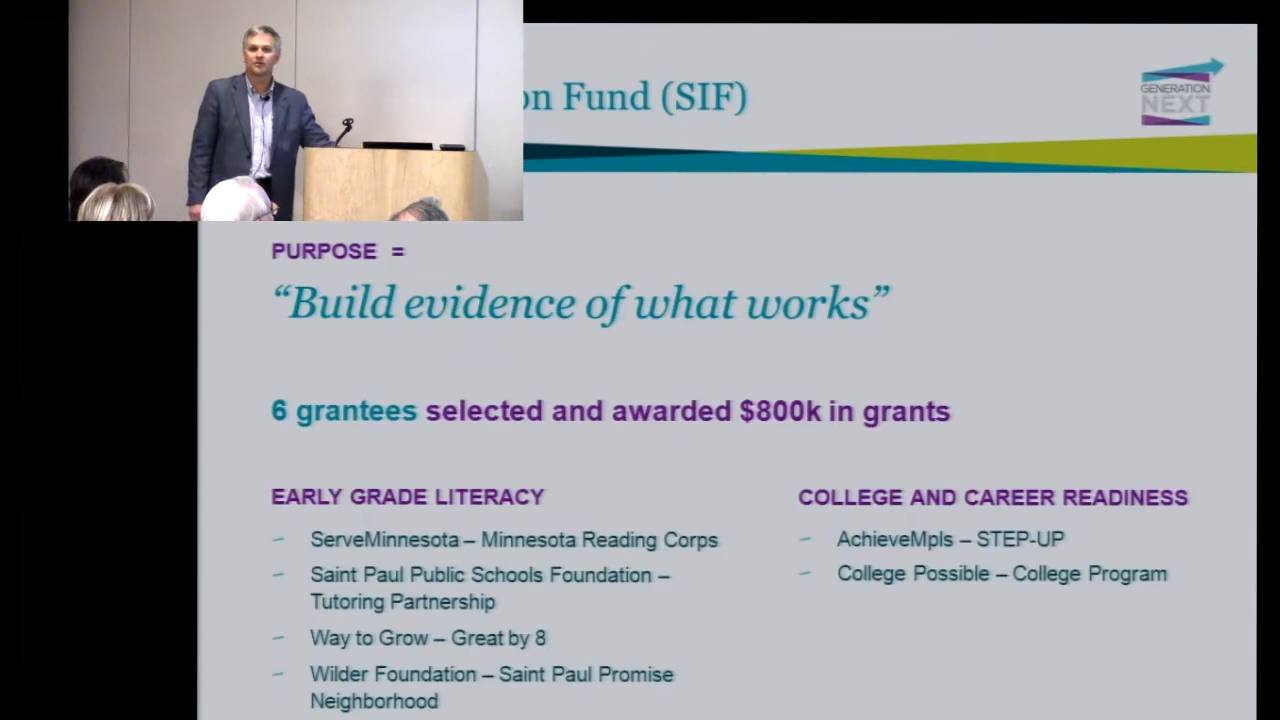 on Fund (SIF)
GENERATION
NEXT
PURPOSE =
“Build evidence of what works”
6 grantees selected and awarded $800k in grants
EARLY GRADE LITERACY
– ServeMinnesota – Minnesota Reading Corps
– Saint Paul Public Schools Foundation –
Tutoring Partnership
– Way to Grow – Great by 8
– Wilder Foundation – Saint Paul Promise
Neighborhood
COLLEGE AND CAREER READINESS
– AchieveMpls – STEP-UP
– College Possible – College Program